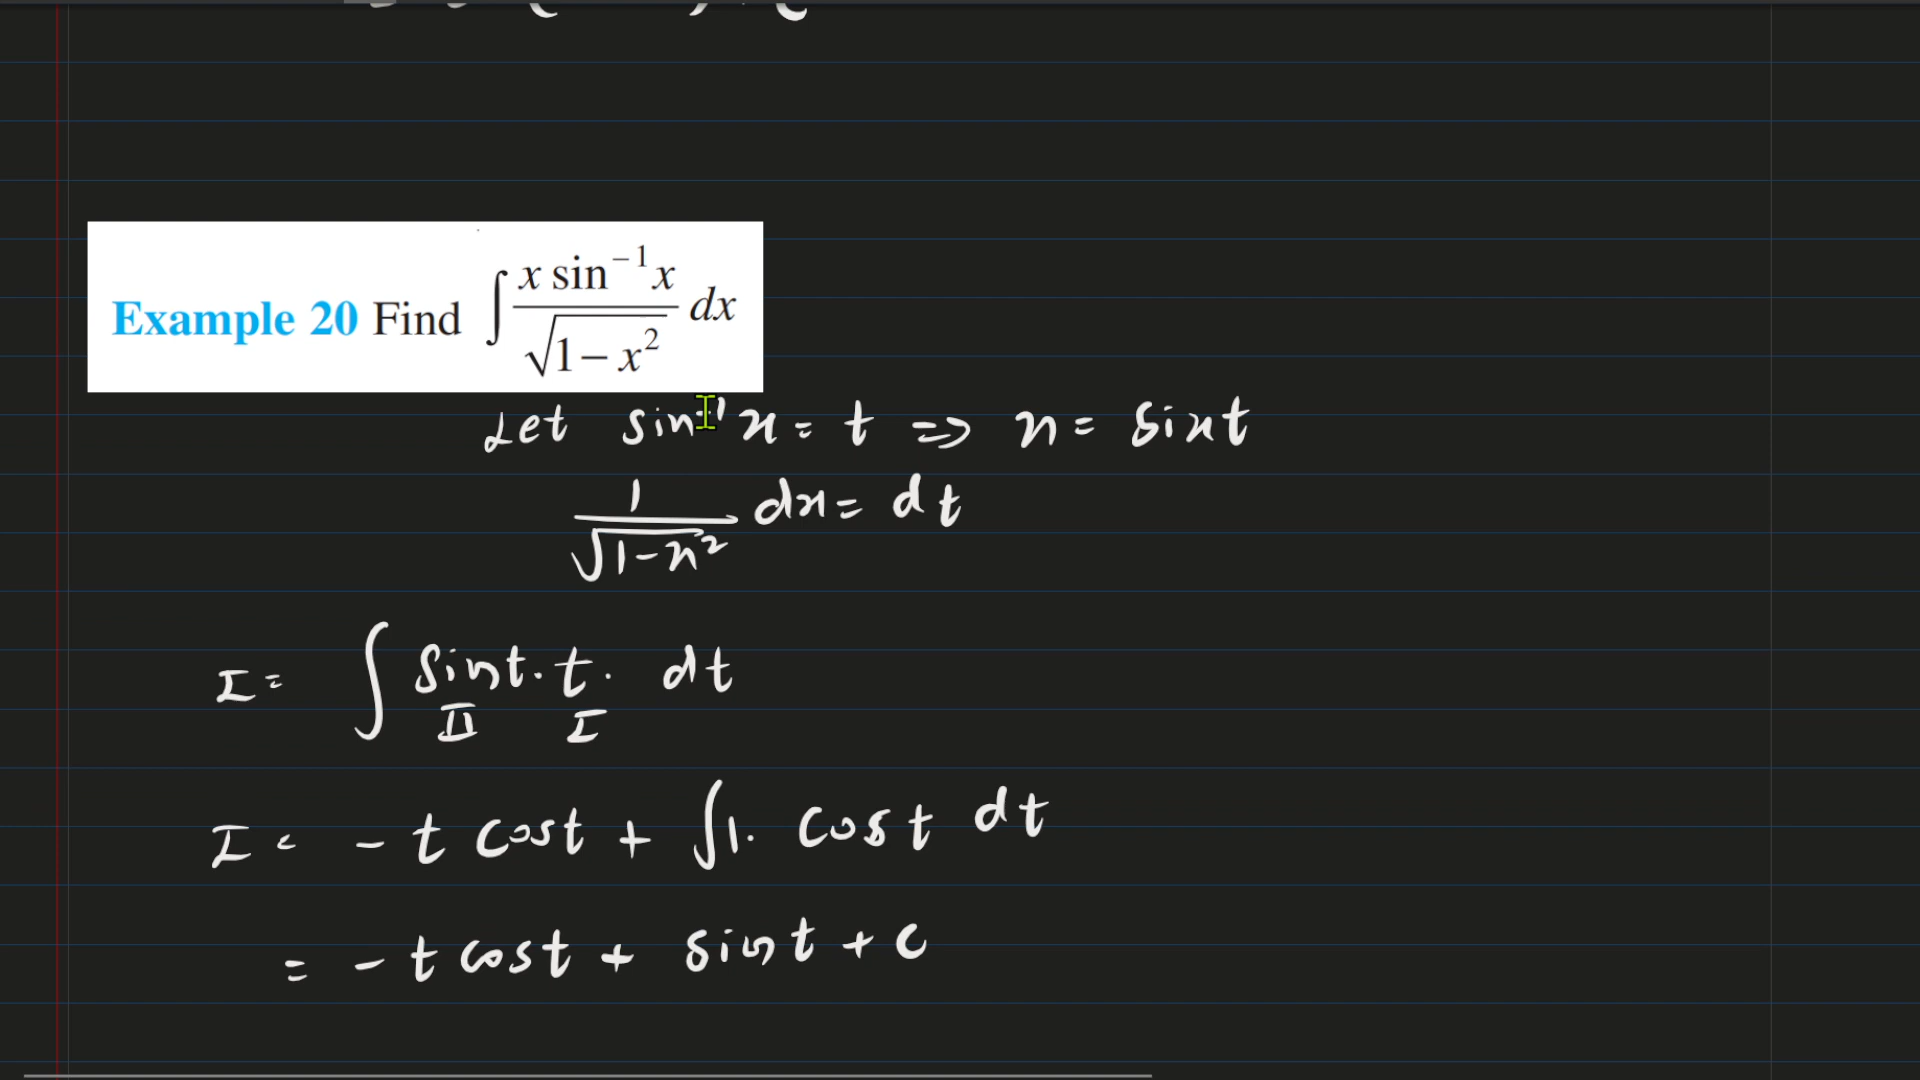 Example 20 Find ∫ x sin⁻¹x / √(1 – x²) dx
Let sin⁻¹x = t ⇒ x = sint
1/√(1-x²) dx = dt
I = ∫ sint . t . dt
II I
I = - t cost + ∫1. cost dt
= - t cost + sint + c